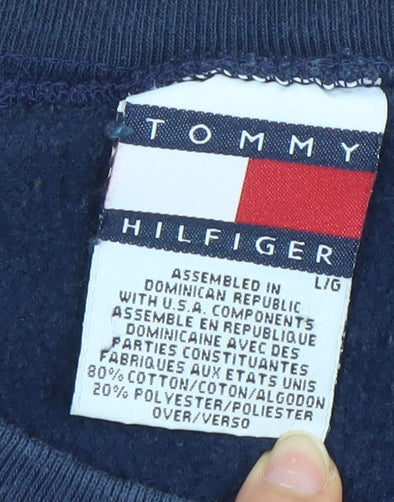 TOMMY
HILFIGER
L/G
ASSEMBLED IN
DOMINICAN REPUBLIC
WITH U.S.A. COMPONENTS
ASSEMBLE EN REPUBLIQUE
DOMINICAINE AVEC DES
PARTIES CONSTITUANTES
FABRIQUES AUX ETATS UNIS
80% COTTON/COTON/ALGODON
20% POLYESTER/POLIESTER
OVER/VERSO